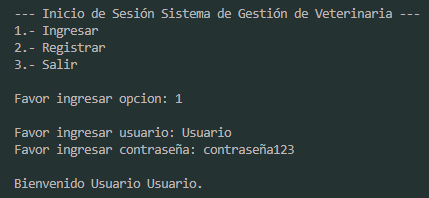 --- Inicio de Sesión Sistema de Gestión de Veterinaria ---
1.- Ingresar
2.- Registrar
3.- Salir
Favor ingresar opcion: 1
Favor ingresar usuario: Usuario
Favor ingresar contraseña: contraseña123
Bienvenido Usuario Usuario.